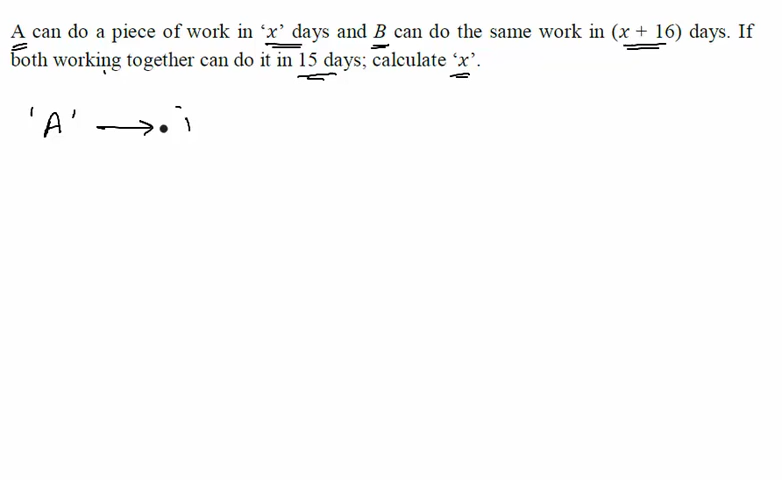 A can do a piece of work in ‘x’ days and B can do the same work in (x + 16) days. If
both working together can do it in 15 days; calculate ‘x’.
'A' →